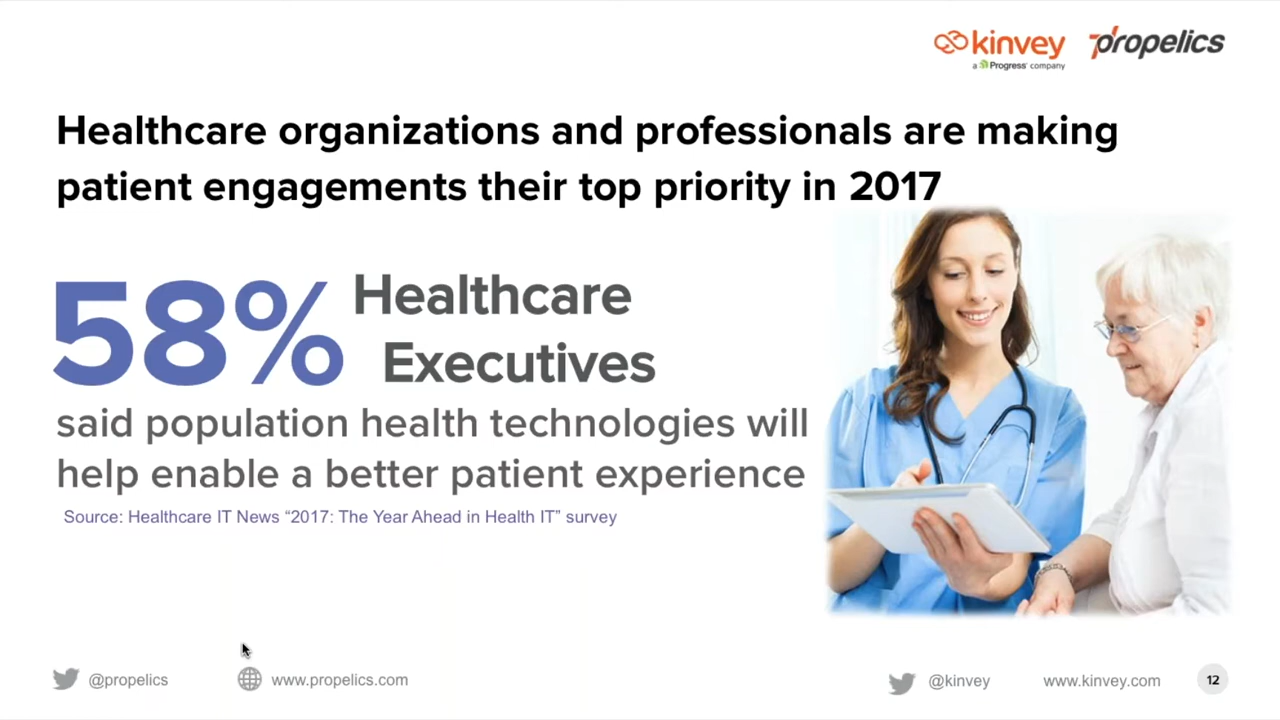 kinvey
a Progress company
propelics
Healthcare organizations and professionals are making
patient engagements their top priority in 2017
58% Healthcare
Executives
said population health technologies will
help enable a better patient experience
Source: Healthcare IT News “2017: The Year Ahead in Health IT” survey
@propelics
www.propelics.com
@kinvey
www.kinvey.com
12